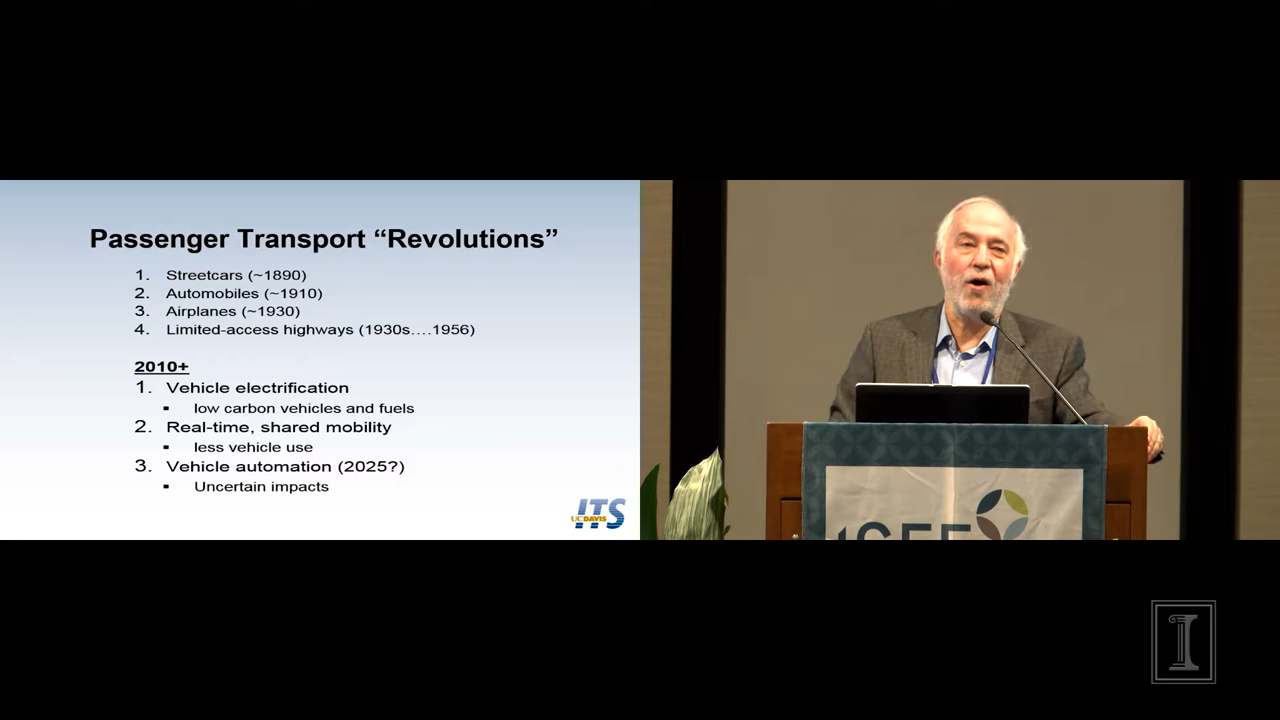 Passenger Transport “Revolutions”
1. Streetcars (~1890)
2. Automobiles (~1910)
3. Airplanes (~1930)
4. Limited-access highways (1930s….1956)
2010+
1. Vehicle electrification
▪ low carbon vehicles and fuels
2. Real-time, shared mobility
▪ less vehicle use
3. Vehicle automation (2025?)
▪ Uncertain impacts
ITS
UCDAVIS
I